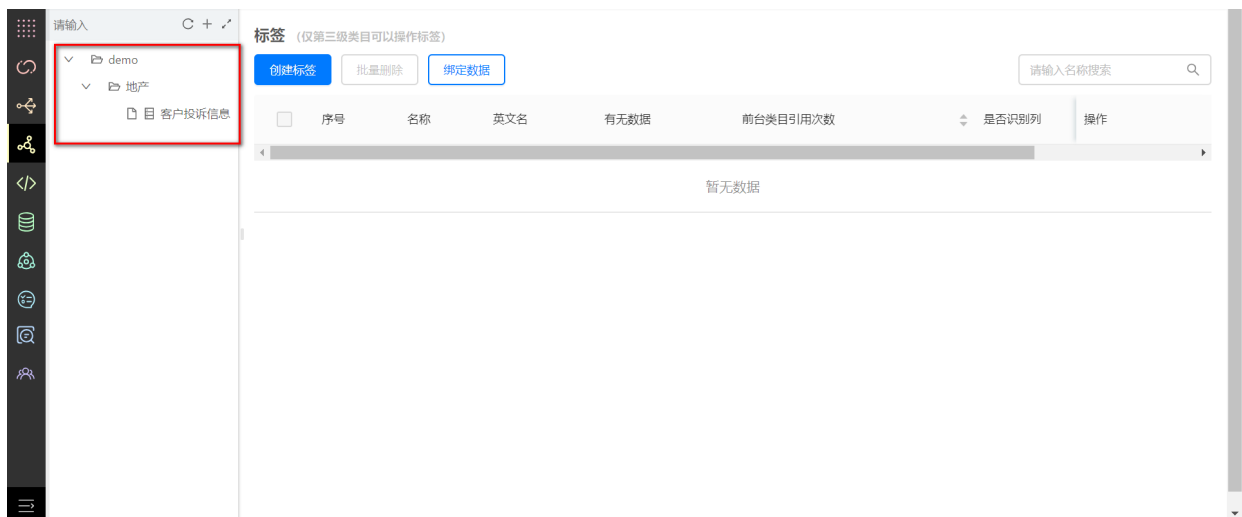 请输入
demo
地产
客户投诉信息
标签 (仅第三级类目可以操作标签)
创建标签 批量删除 绑定数据 请输入名称搜索
序号 名称 英文名 有无数据 前台类目引用次数 是否识别列 操作
暂无数据